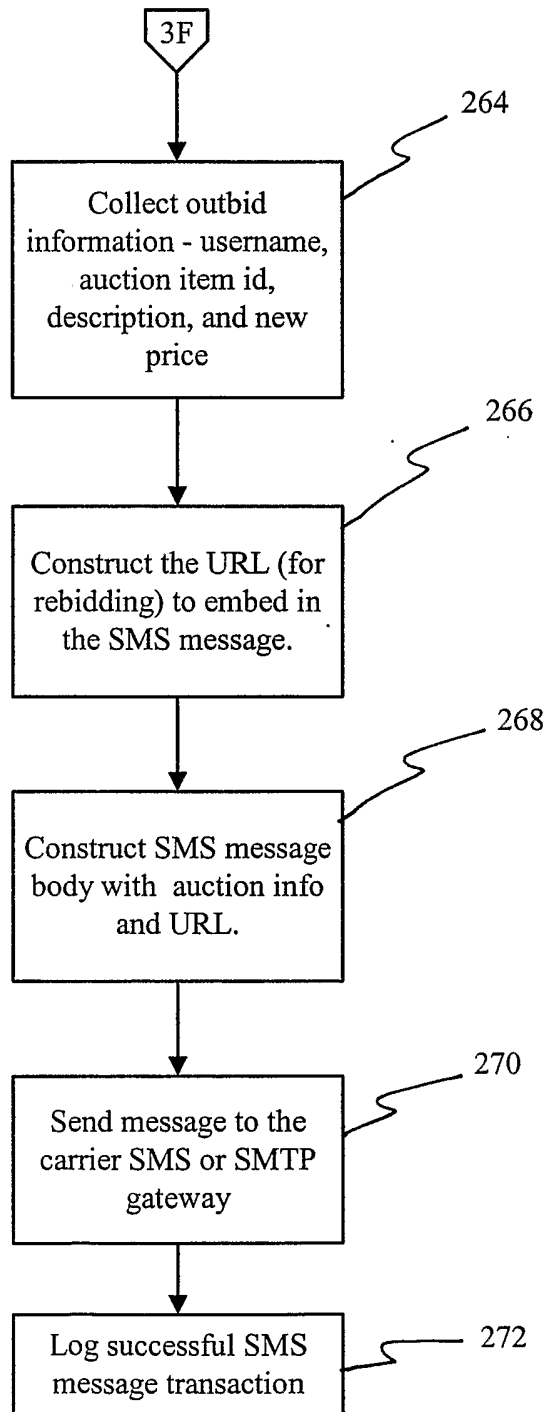 3F
264
Collect outbid
information - username,
auction item id,
description, and new
price
266
Construct the URL (for
rebidding) to embed in
the SMS message.
268
Construct SMS message
body with auction info
and URL.
270
Send message to the
carrier SMS or SMTP
gateway
272
Log successful SMS
message transaction